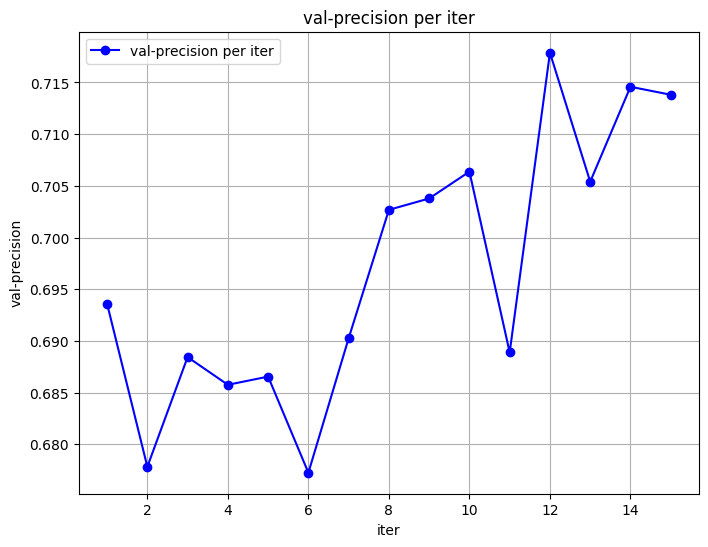 val-precision per iter
val-precision per iter
0.715
0.710
0.705
0.700
0.695
0.690
0.685
0.680
val-precision
2 4 6 8 10 12 14
iter